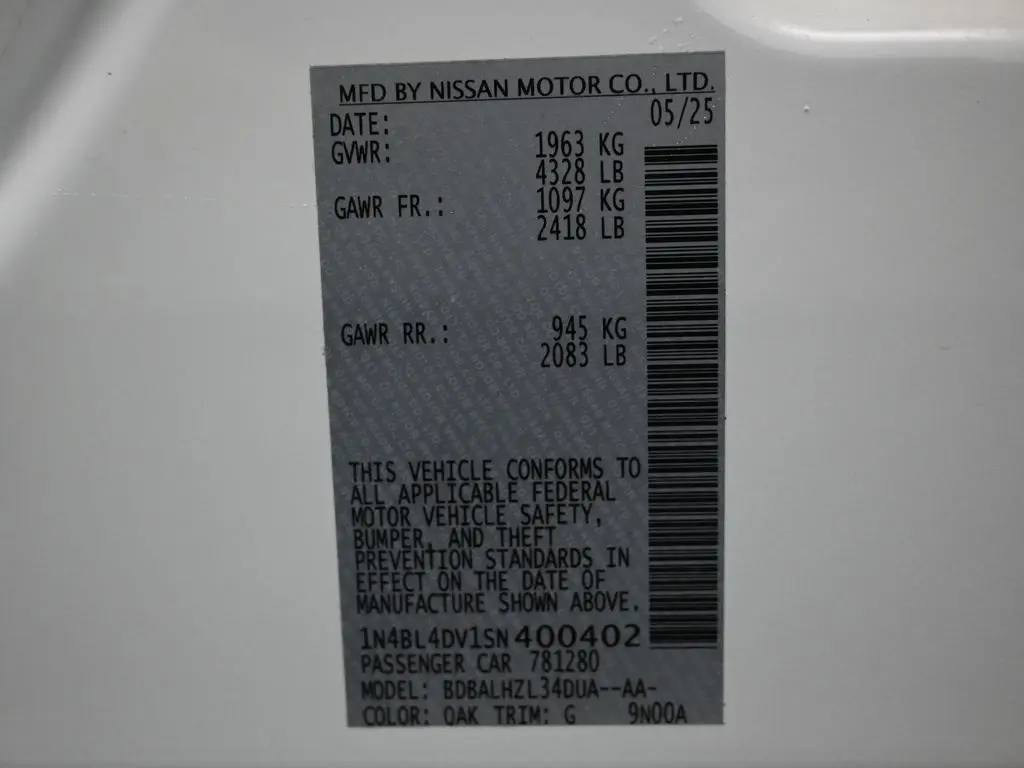 MFD BY NISSAN MOTOR CO., LTD.
DATE: 05/25
GVWR: 1963 KG
4328 LB
GAWR FR.: 1097 KG
2418 LB
GAWR RR.: 945 KG
2083 LB
THIS VEHICLE CONFORMS TO
ALL APPLICABLE FEDERAL
MOTOR VEHICLE SAFETY,
BUMPER, AND THEFT
PREVENTION STANDARDS IN
EFFECT ON THE DATE OF
MANUFACTURE SHOWN ABOVE.
1N4BL4DV1SN400402
PASSENGER CAR 781280
MODEL: BDBALHZL34DUA--AA-
COLOR: QAK TRIM: G 9N00A